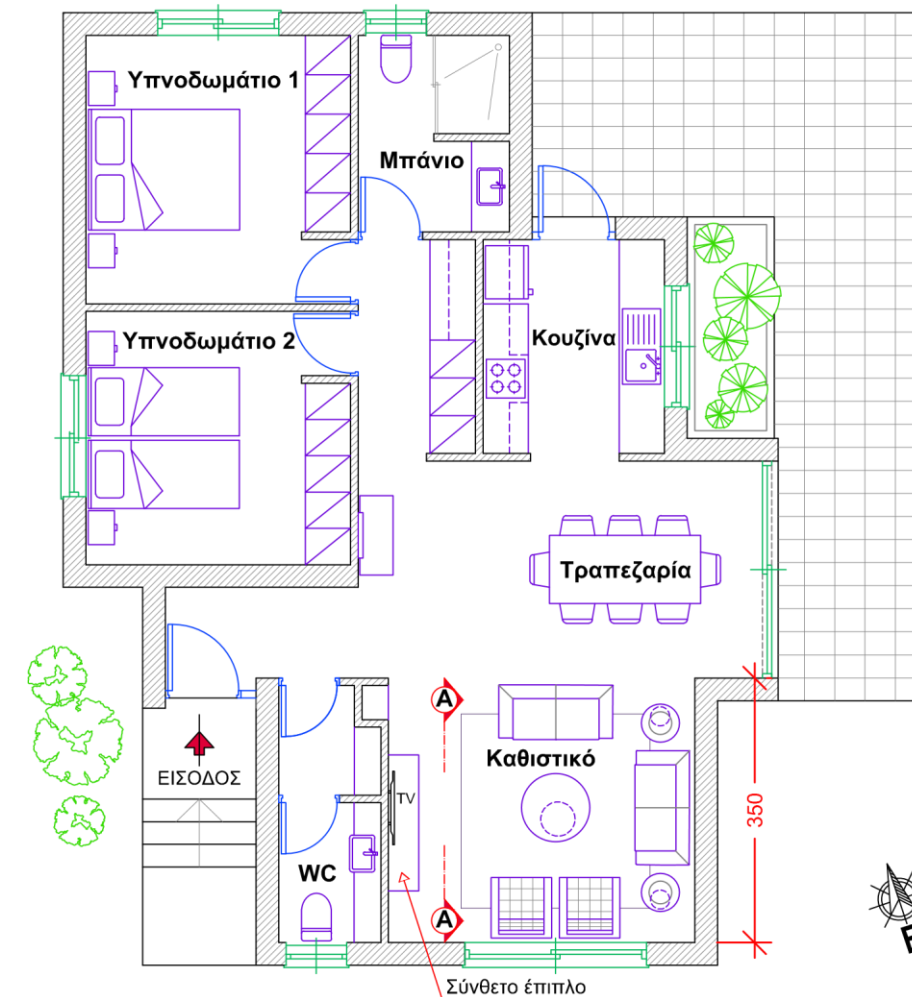 Υπνοδωμάτιο 1
Μπάνιο
Υπνοδωμάτιο 2
Κουζίνα
Τραπεζαρία
A
Καθιστικό
ΕΙΣΟΔΟΣ
TV
350
WC
A
Σύνθετο έπιπλο